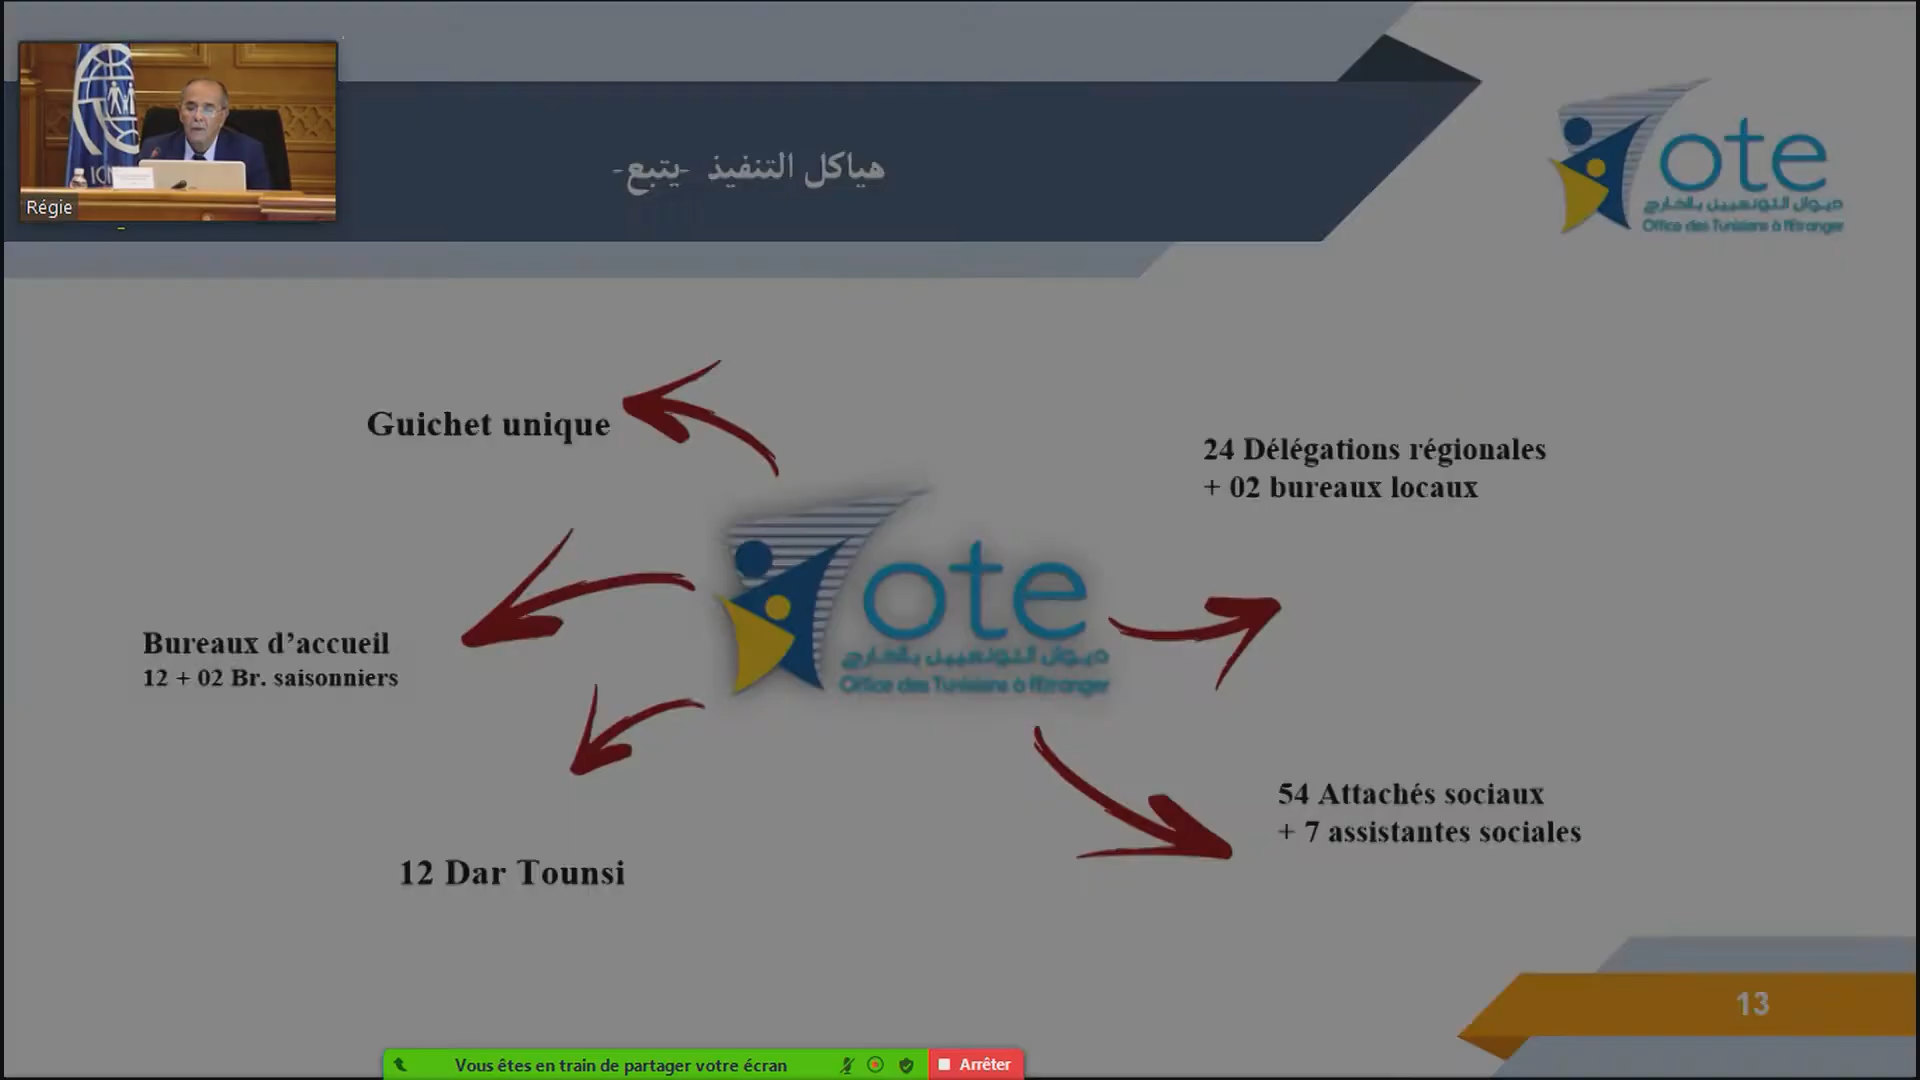 Régie
هياكل التنفيذ -يتبع-
ote
ديوان التونسيين بالخارج
Office des Tunisiens à l'Etranger
Guichet unique
24 Délégations régionales
+ 02 bureaux locaux
ote
ديوان التونسيين بالخارج
Office des Tunisiens à l'Etranger
Bureaux d’accueil
12 + 02 Br. saisonniers
54 Attachés sociaux
+ 7 assistantes sociales
12 Dar Tounsi
13
Vous êtes en train de partager votre écran
Arrêter